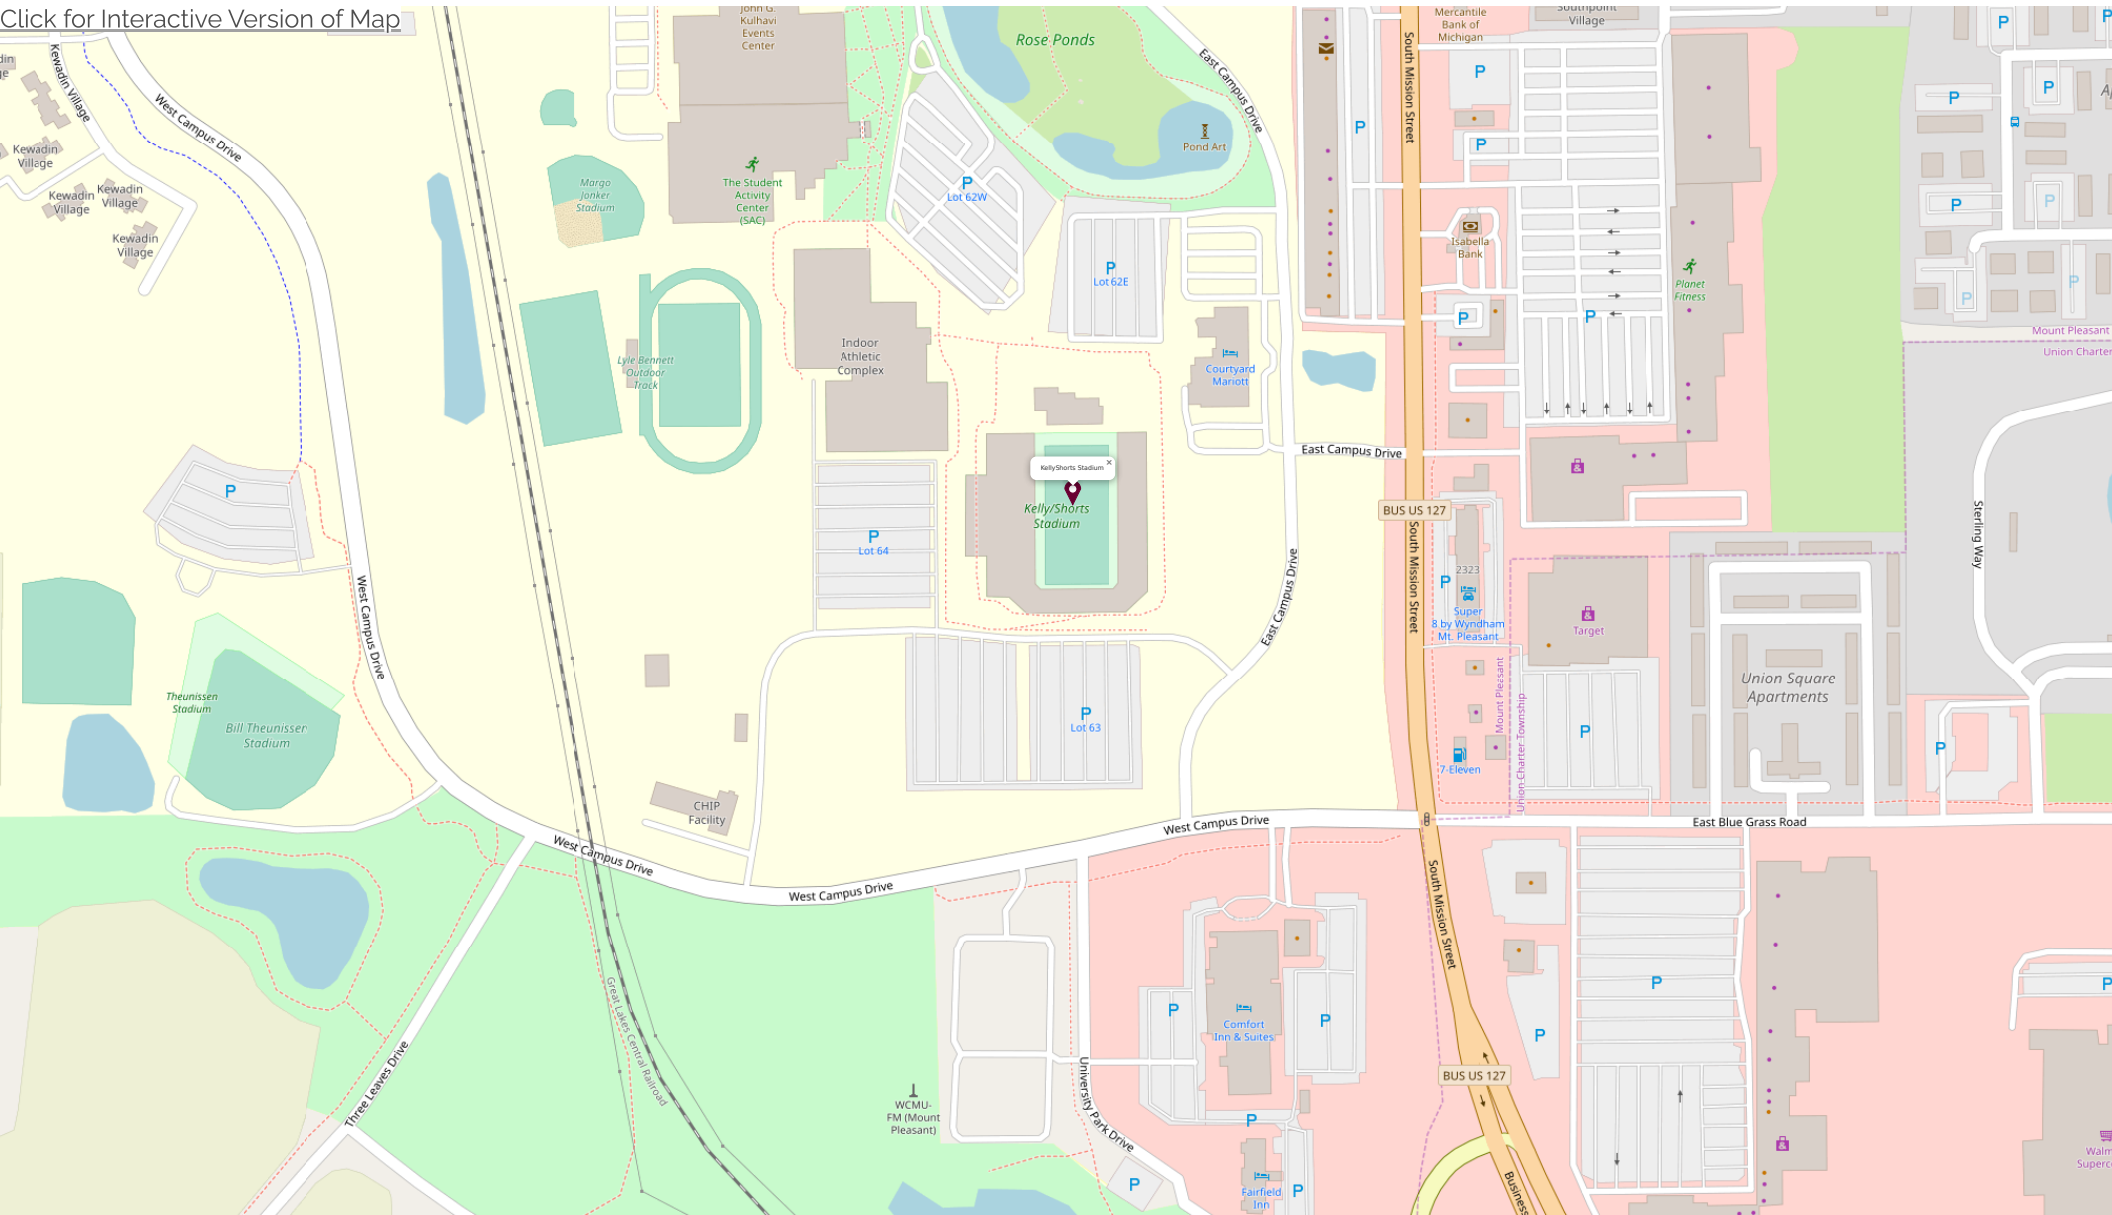 Click for Interactive Version of Map
John G.
Kulhavi
Events
Center
Rose Ponds
East Campus Drive
Mercantile
Bank of
Michigan
South Mission Street
Southpoint
Village
P
P
P
P
P
P
P
P
P
Kewadin Village
West Campus Drive
Kewadin
Village
Kewadin
Village
Kewadin
Village
Kewadin
Village
Margo
Jonker
Stadium
The Student
Activity
Center
(SAC)
P
Lot 62W
Pond Art
P
Lot 62E
Isabella
Bank
Planet
Fitness
P
P
P
P
Mount Pleasant
Union Charter
Lyle Bennett
Outdoor
Track
Indoor
Athletic
Complex
Courtyard
Mariott
East Campus Drive
KellyShorts Stadium
×
Kelly/Shorts
Stadium
P
P
Lot 64
BUS US 127
South Mission Street
Sterling Way
2323
P
Super
8 by Wyndham
Mt. Pleasant
Target
East Campus Drive
West Campus Drive
Theunissen
Stadium
Bill Theunissen
Stadium
P
Lot 63
Mount Pleasant
Union Charter Township
P
Union Square
Apartments
P
7-Eleven
CHIP
Facility
West Campus Drive
West Campus Drive
West Campus Drive
East Blue Grass Road
South Mission Street
Great Lakes Central Railroad
Three Leaves Drive
P
Comfort
Inn & Suites
P
P
P
P
BUS US 127
WCMU-
FM (Mount
Pleasant)
University Park Drive
P
P
Fairfield
Inn
P
Business